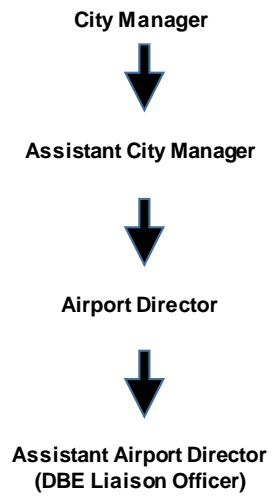 City Manager
Assistant City Manager
Airport Director
Assistant Airport Director
(DBE Liaison Officer)